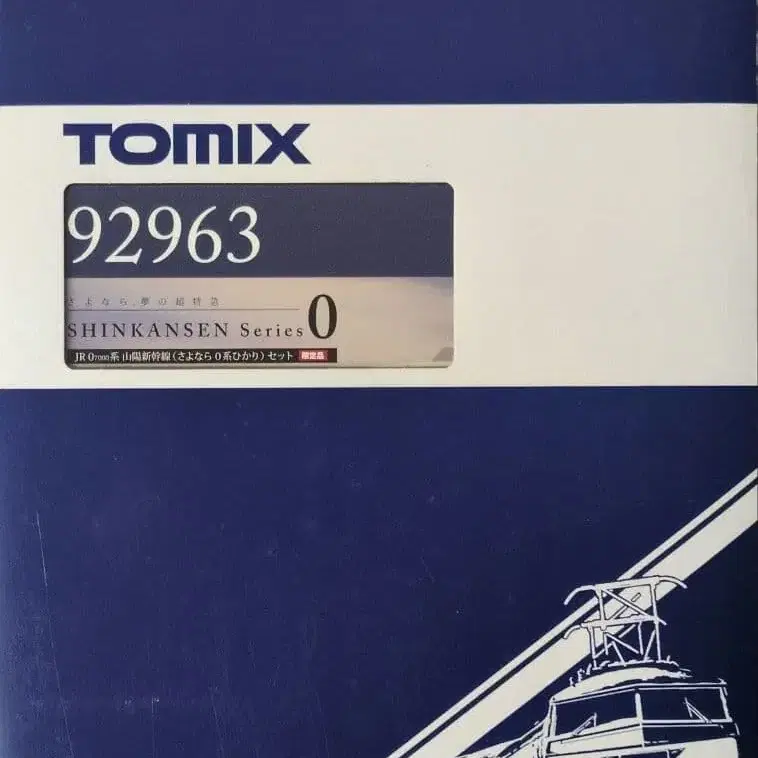 TOMIX
92963
さよなら、夢の超特急
SHINKANSEN Series 0
JR 0 7000系 山陽新幹線(さよなら0系ひかり)セット 限定品